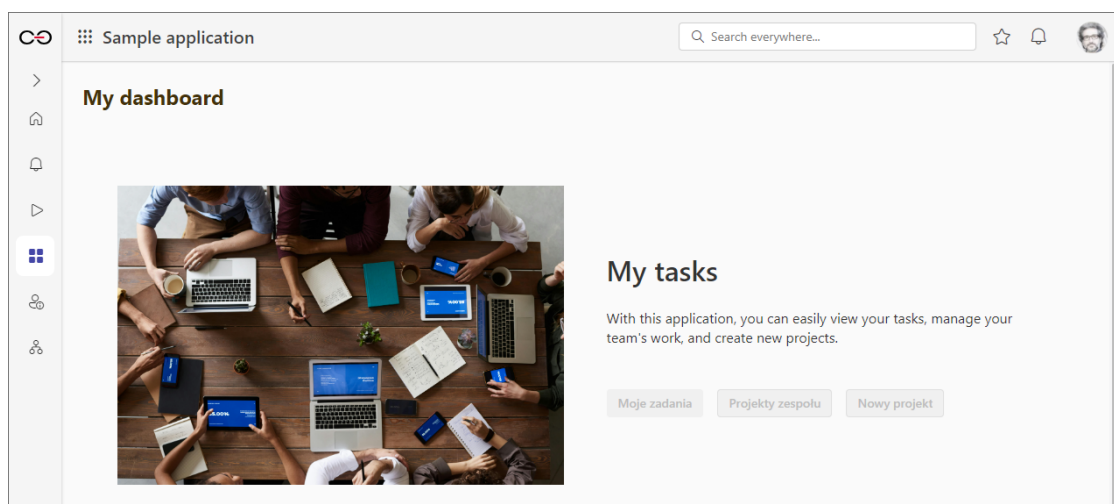 Sample application
Search everywhere...
My dashboard
My tasks
With this application, you can easily view your tasks, manage your
team's work, and create new projects.
Moje zadania Projekty zespołu Nowy projekt